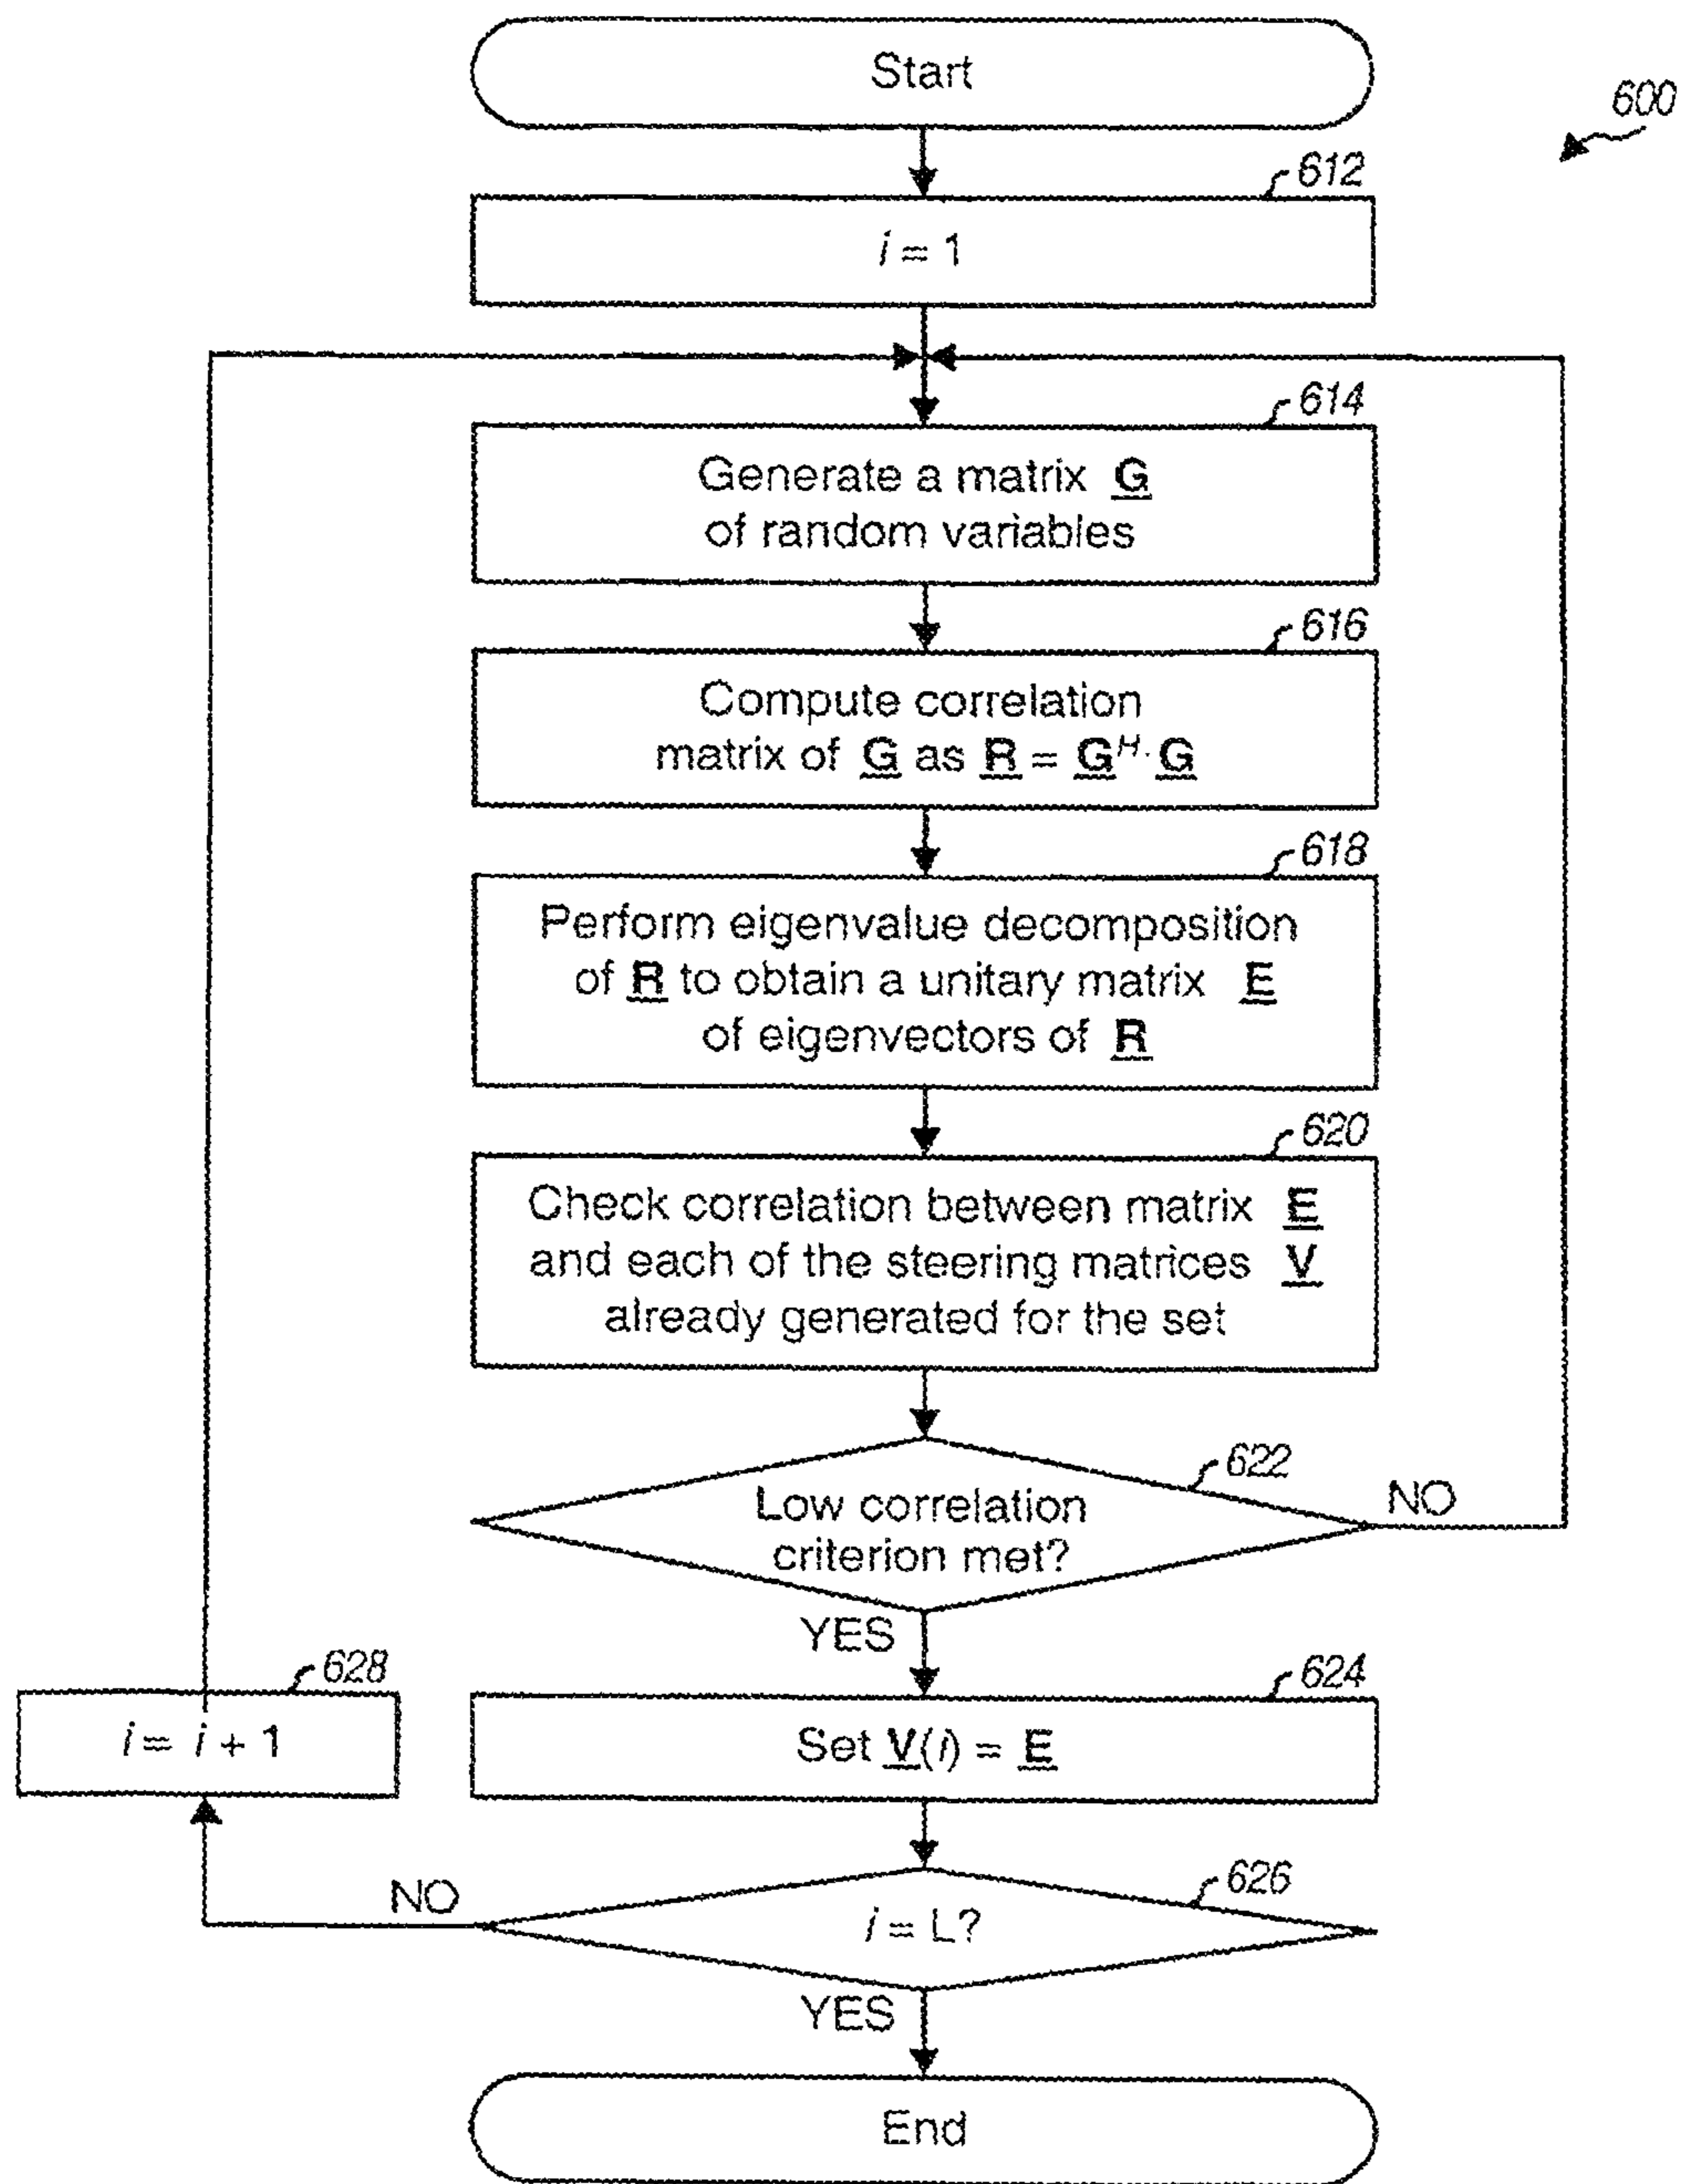 Start
600
612
i = 1
614
Generate a matrix G
of random variables
616
Compute correlation
matrix of G as R = G^H · G
618
Perform eigenvalue decomposition
of R to obtain a unitary matrix E
of eigenvectors of R
620
Check correlation between matrix E
and each of the steering matrices V
already generated for the set
622
Low correlation
criterion met?
NO
YES
628
i = i + 1
624
Set V(i) = E
626
i = L?
NO
YES
End